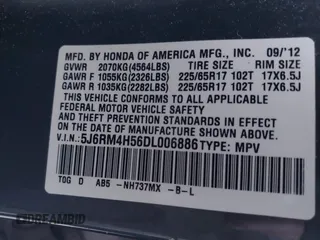 MFD. BY HONDA OF AMERICA MFG., INC. 09/'12
GVWR 2070KG(4564LBS) TIRE SIZE RIM SIZE
GAWR F 1055KG(2326LBS) 225/65R17 102T 17X6.5J
GAWR R 1035KG(2282LBS) 225/65R17 102T 17X6.5J
THIS VEHICLE CONFORMS TO ALL APPLICABLE
FEDERAL MOTOR VEHICLE SAFETY AND
THEFT PREVENTION STANDARDS IN EFFECT ON
THE DATE OF MANUFACTURE SHOWN ABOVE.
V.I.N.: 5J6RM4H56DL006886 TYPE: MPV
T0G D AB5 -NH737MX -B-L
DREAMBID